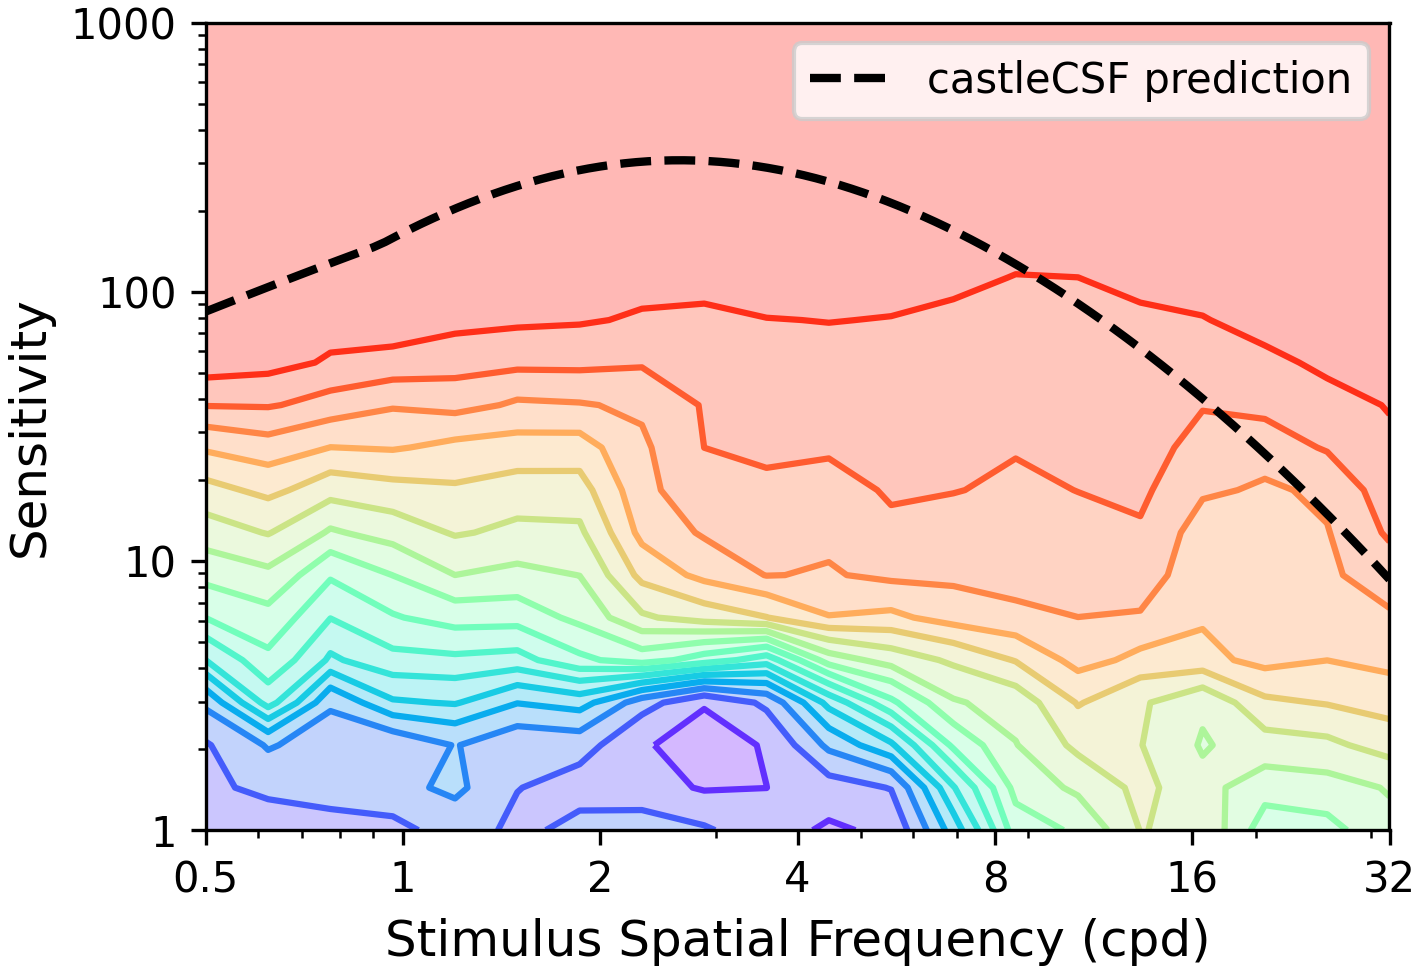 1000
castleCSF prediction
100
10
1
Sensitivity
0.5 1 2 4 8 16 32
Stimulus Spatial Frequency (cpd)